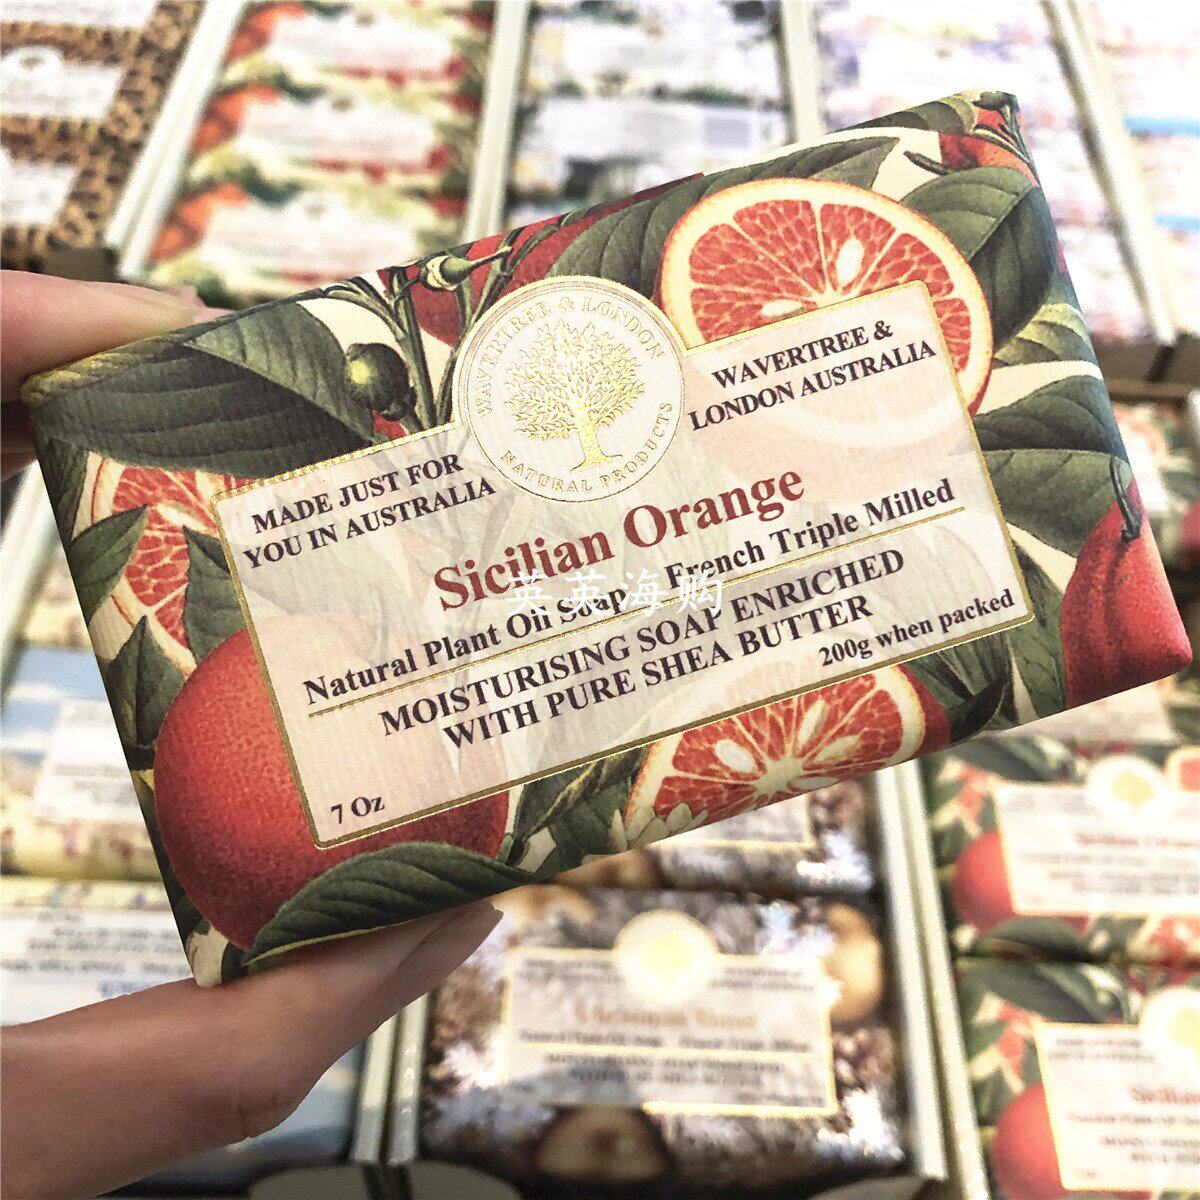 WAVERTREE & LONDON
NATURAL PRODUCTS
WAVERTREE &
LONDON AUSTRALIA
MADE JUST FOR
YOU IN AUSTRALIA
Sicilian Orange
英英海购
Natural Plant Oil Soap French Triple Milled
MOISTURISING SOAP ENRICHED
WITH PURE SHEA BUTTER
200g when packed
7 Oz
Sicilian